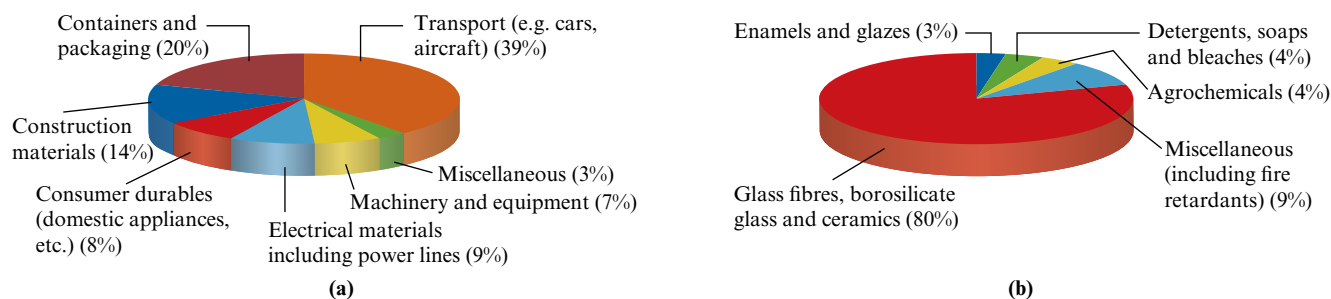 Containers and
packaging (20%)
Transport (e.g. cars,
aircraft) (39%)
Construction
materials (14%)
Consumer durables
(domestic appliances,
etc.) (8%)
Electrical materials
including power lines (9%)
Machinery and equipment (7%)
Miscellaneous (3%)
(a)
Enamels and glazes (3%)
Detergents, soaps
and bleaches (4%)
Agrochemicals (4%)
Miscellaneous
(including fire
retardants) (9%)
Glass fibres, borosilicate
glass and ceramics (80%)
(b)